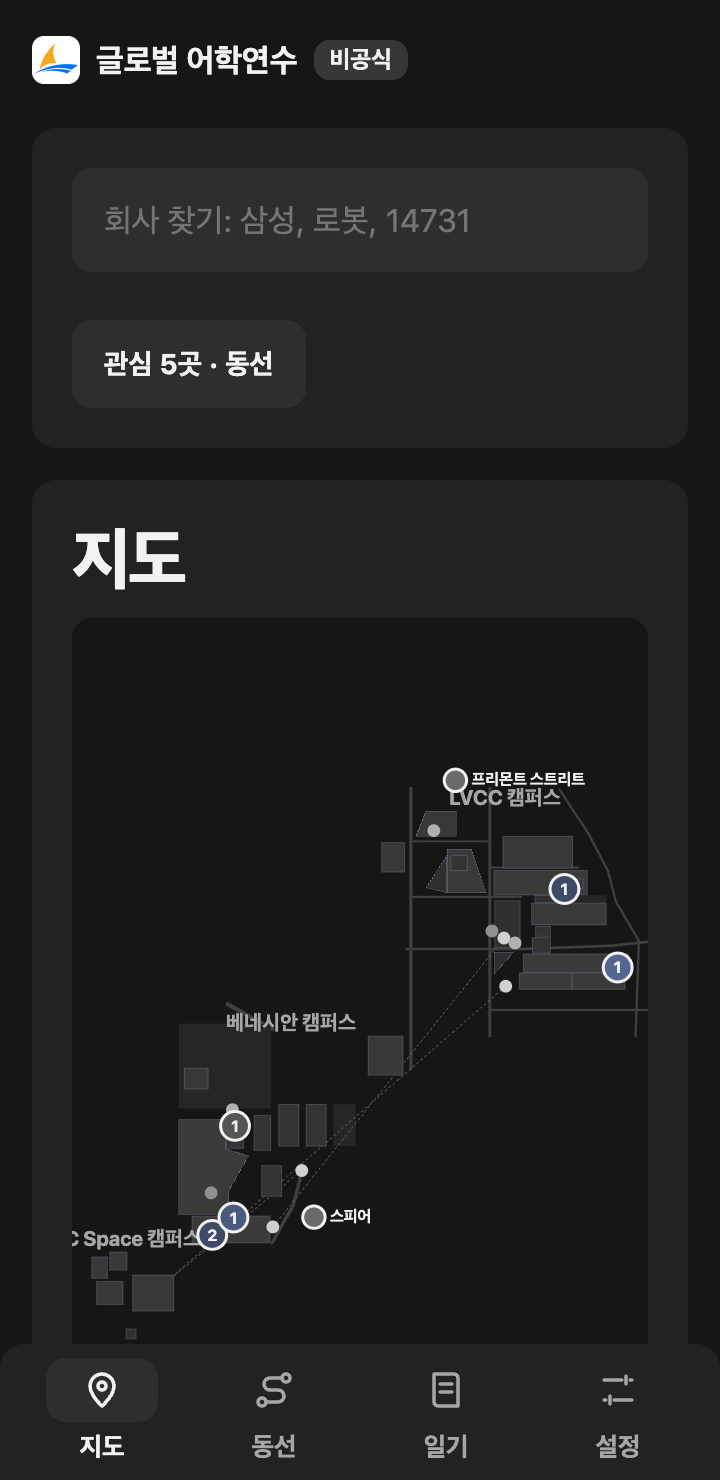 글로벌 어학연수 비공식
회사 찾기: 삼성, 로봇, 14731
관심 5곳 · 동선
지도
프리몬트 스트리트
LVCC 캠퍼스
1
1
베네시안 캠퍼스
1
1
스피어
C Space 캠퍼스
2
지도 동선 일기 설정